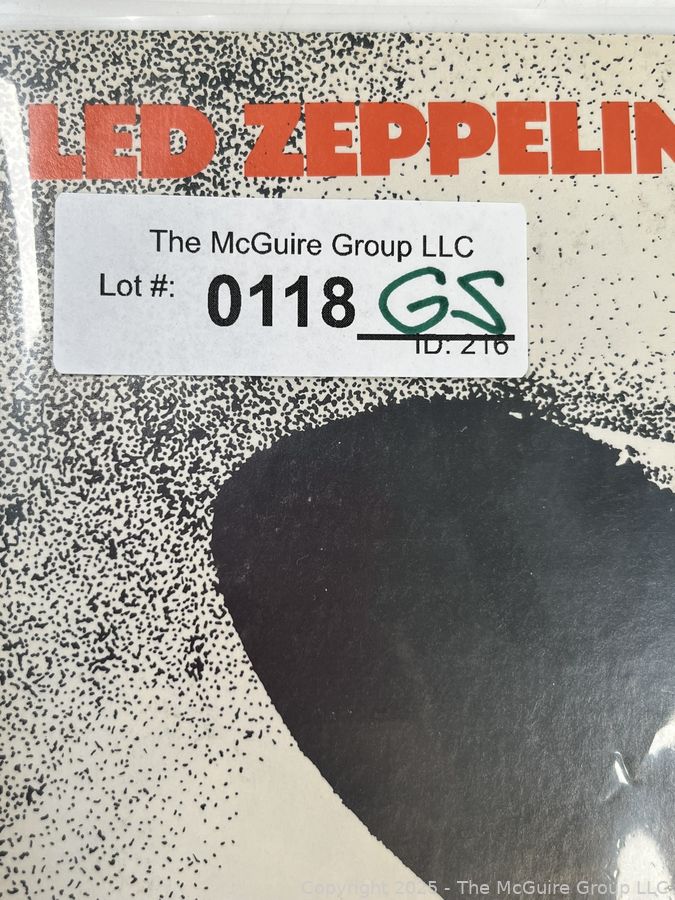 LED ZEPPELIN
The McGuire Group LLC
Lot #: 0118 GS
ID: 216
Copyright 2025 - The McGuire Group LLC